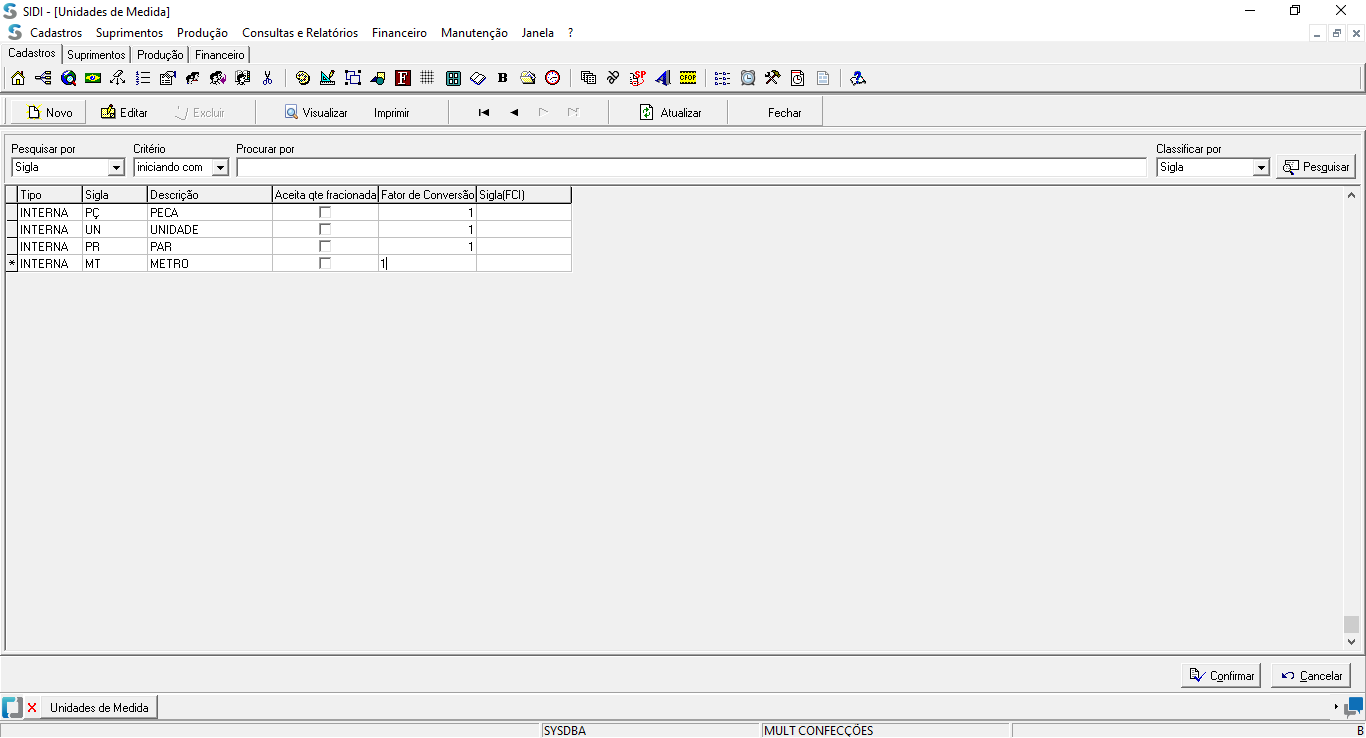 SIDI - [Unidades de Medida]
Cadastros Suprimentos Produção Consultas e Relatórios Financeiro Manutenção Janela ?
Cadastros Suprimentos Produção Financeiro
F B SP CFOP
Novo Editar Excluir Visualizar Imprimir Atualizar Fechar
Pesquisar por Critério Procurar por Classificar por
Sigla iniciando com Sigla Pesquisar
Tipo Sigla Descrição Aceita qte fracionada Fator de Conversão Sigla(FCI)
INTERNA PÇ PECA 1
INTERNA UN UNIDADE 1
INTERNA PR PAR 1
* INTERNA MT METRO 1
Confirmar Cancelar
Unidades de Medida
SYSDBA MULT CONFECÇÕES B